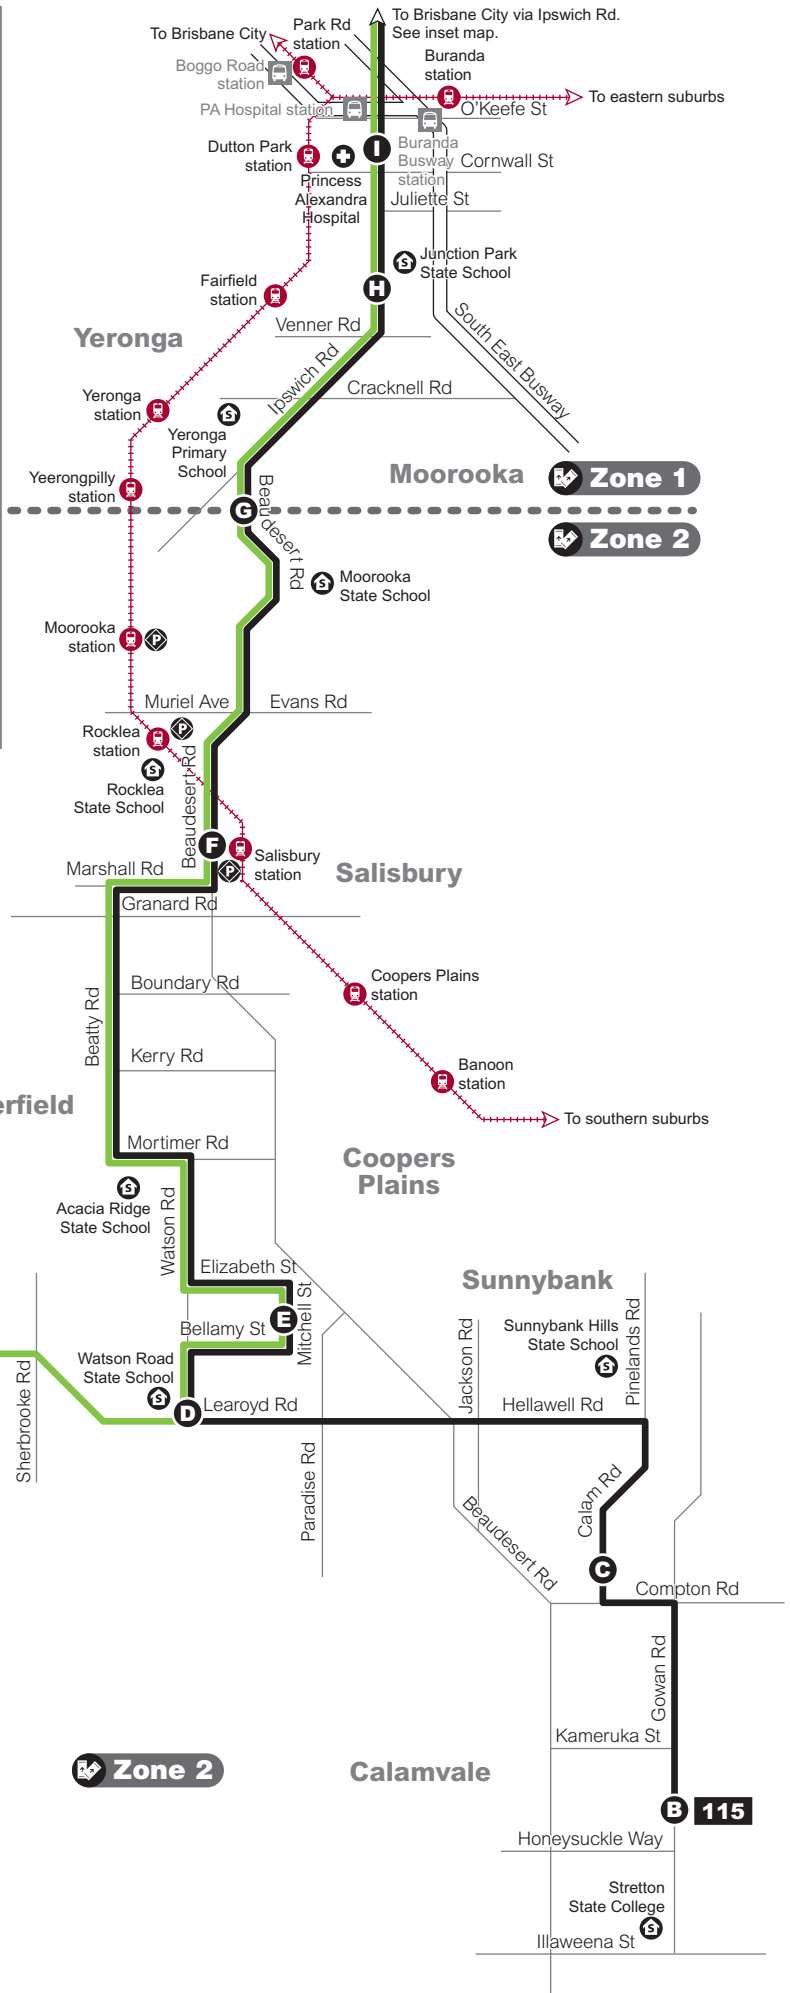 To Brisbane City via Ipswich Rd.
See inset map.
To Brisbane City
Park Rd
station
Buranda
station
Boggo Road
station
To eastern suburbs
PA Hospital station
O'Keefe St
Dutton Park
station
I
Buranda
Busway
station
Cornwall St
Princess
Alexandra
Hospital
Juliette St
S
Junction Park
State School
Fairfield
station
H
Venner Rd
South East Busway
Yeronga
Ipswich Rd
Cracknell Rd
Yeronga
station
S
Yeronga
Primary
School
Moorooka
Zone 1
Yeerongpilly
station
G
Beaudesert Rd
Zone 2
S
Moorooka
State School
Moorooka
station
P
Muriel Ave
Evans Rd
Rocklea
station
P
S
Rocklea
State School
Beaudesert Rd
F
Salisbury
station
P
Salisbury
Marshall Rd
Granard Rd
Coopers Plains
station
Boundary Rd
Beatty Rd
Kerry Rd
Banoon
station
erfield
To southern suburbs
Mortimer Rd
Coopers
Plains
S
Acacia Ridge
State School
Watson Rd
Elizabeth St
Sunnybank
E
Mitchell St
Bellamy St
Sunnybank Hills
State School
S
Pinelands Rd
Jackson Rd
Watson Road
State School
S
Sherbrooke Rd
D
Learoyd Rd
Hellawell Rd
Paradise Rd
Calam Rd
Beaudesert Rd
C
Compton Rd
Gowan Rd
Kameruka St
Zone 2
Calamvale
B
115
Honeysuckle Way
Stretton
State College
S
Illaweena St